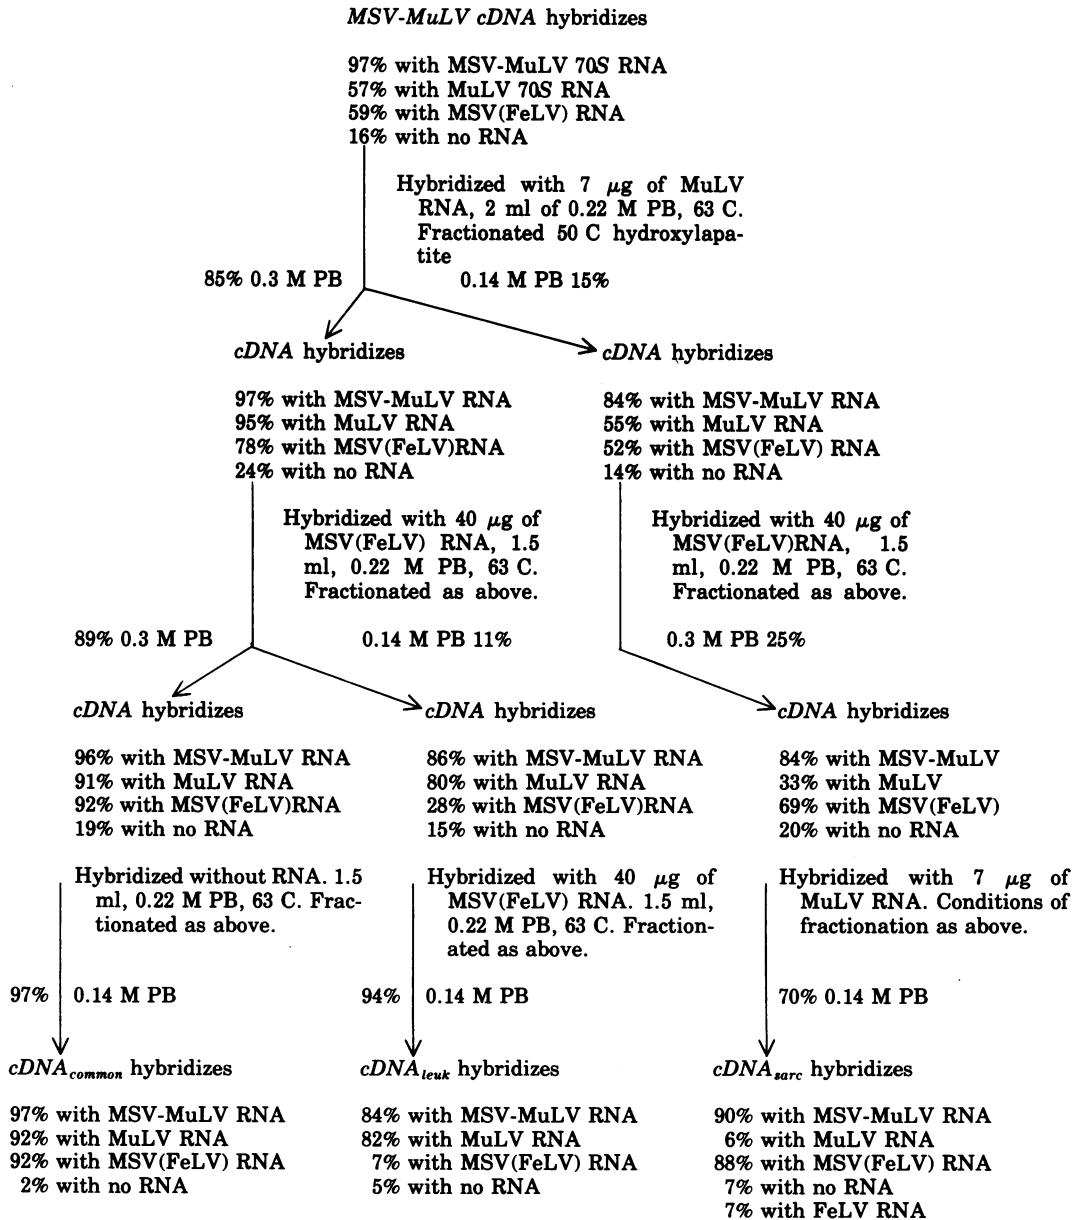 MSV-MuLV cDNA hybridizes
97% with MSV-MuLV 70S RNA
57% with MuLV 70S RNA
59% with MSV(FeLV) RNA
16% with no RNA
Hybridized with 7 μg of MuLV
RNA, 2 ml of 0.22 M PB, 63 C.
Fractionated 50 C hydroxylapa-
tite
85% 0.3 M PB
0.14 M PB 15%
cDNA hybridizes
97% with MSV-MuLV RNA
95% with MuLV RNA
78% with MSV(FeLV)RNA
24% with no RNA
cDNA hybridizes
84% with MSV-MuLV RNA
55% with MuLV RNA
52% with MSV(FeLV) RNA
14% with no RNA
Hybridized with 40 μg of
MSV(FeLV) RNA, 1.5
ml, 0.22 M PB, 63 C.
Fractionated as above.
Hybridized with 40 μg of
MSV(FeLV)RNA, 1.5
ml, 0.22 M PB, 63 C.
Fractionated as above.
89% 0.3 M PB
0.14 M PB 11%
0.3 M PB 25%
cDNA hybridizes
96% with MSV-MuLV RNA
91% with MuLV RNA
92% with MSV(FeLV)RNA
19% with no RNA
cDNA hybridizes
86% with MSV-MuLV RNA
80% with MuLV RNA
28% with MSV(FeLV)RNA
15% with no RNA
cDNA hybridizes
84% with MSV-MuLV
33% with MuLV
69% with MSV(FeLV)
20% with no RNA
Hybridized without RNA. 1.5
ml, 0.22 M PB, 63 C. Frac-
tionated as above.
Hybridized with 40 μg of
MSV(FeLV) RNA. 1.5 ml,
0.22 M PB, 63 C. Fraction-
ated as above.
Hybridized with 7 μg of
MuLV RNA. Conditions of
fractionation as above.
97% 0.14 M PB
94% 0.14 M PB
70% 0.14 M PB
cDNAcommon hybridizes
97% with MSV-MuLV RNA
92% with MuLV RNA
92% with MSV(FeLV) RNA
2% with no RNA
cDNAleuk hybridizes
84% with MSV-MuLV RNA
82% with MuLV RNA
7% with MSV(FeLV) RNA
5% with no RNA
cDNAsarc hybridizes
90% with MSV-MuLV RNA
6% with MuLV RNA
88% with MSV(FeLV) RNA
7% with no RNA
7% with FeLV RNA